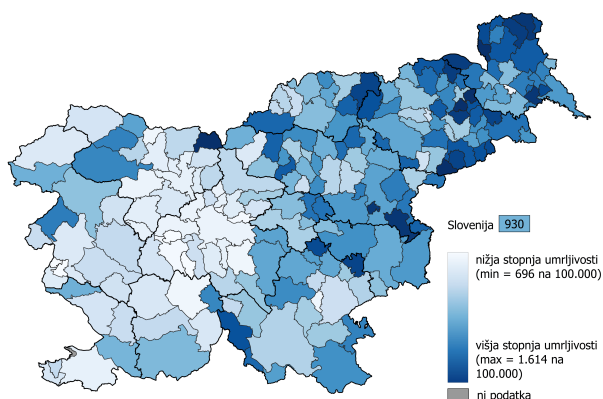 Slovenija 930
nižja stopnja umrljivosti
(min = 696 na 100.000)
višja stopnja umrljivosti
(max = 1.614 na
100.000)
ni podatka